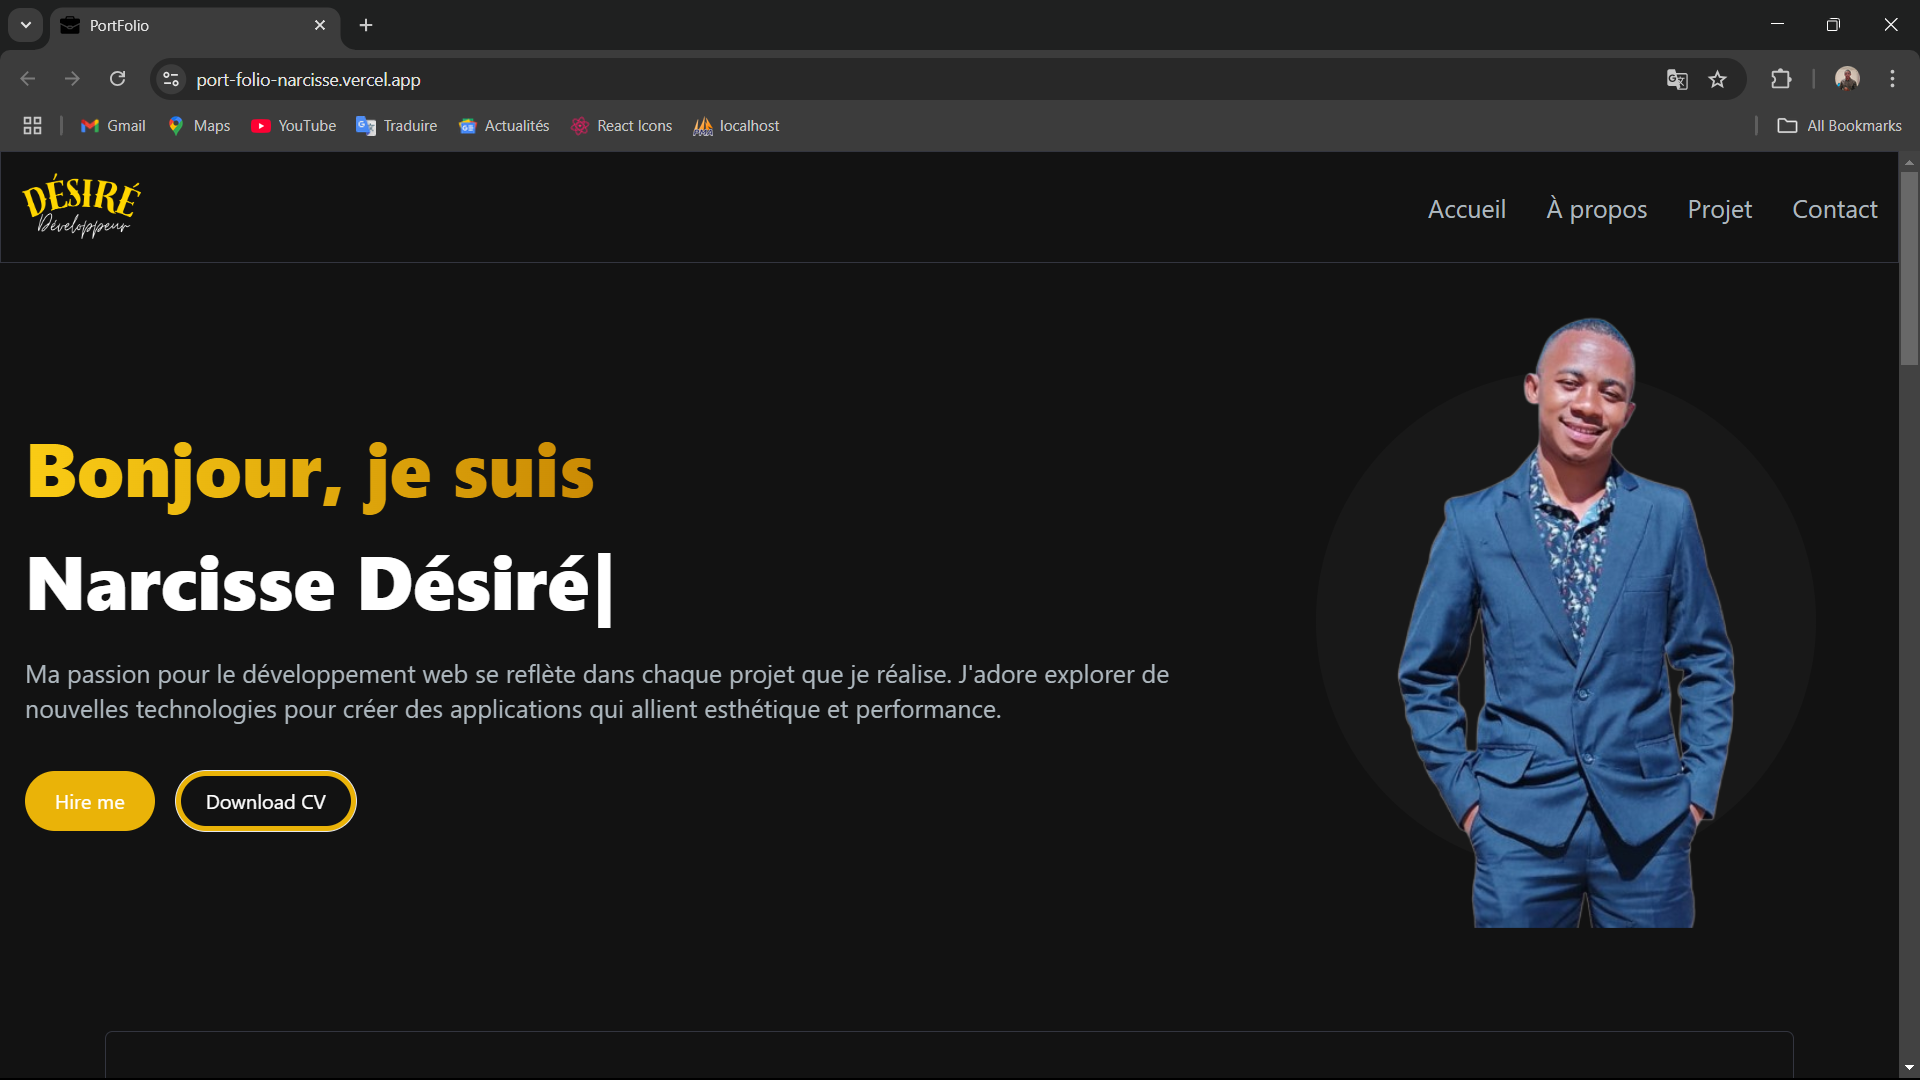 PortFolio
port-folio-narcisse.vercel.app
Gmail Maps YouTube Traduire Actualités React Icons localhost All Bookmarks
DÉSIRÉ
Développeur
Accueil À propos Projet Contact
Bonjour, je suis
Narcisse Désiré|
Ma passion pour le développement web se reflète dans chaque projet que je réalise. J'adore explorer de
nouvelles technologies pour créer des applications qui allient esthétique et performance.
Hire me Download CV